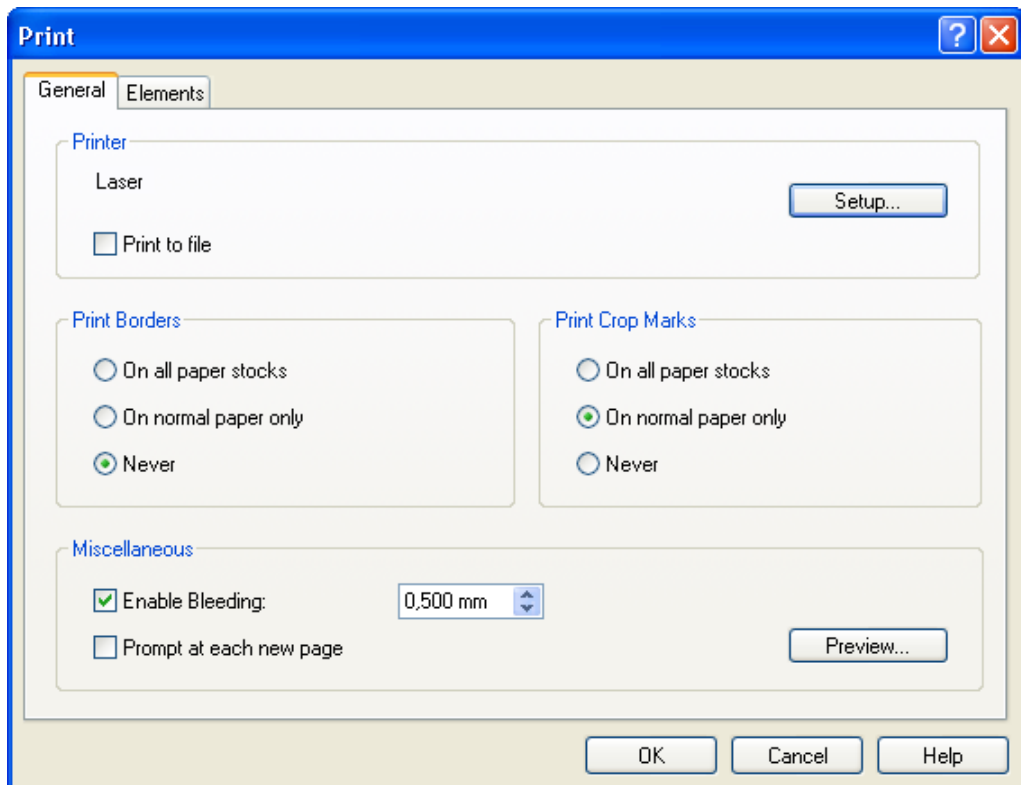 Print
General
Elements
Printer
Laser
Setup...
Print to file
Print Borders
On all paper stocks
On normal paper only
Never
Print Crop Marks
On all paper stocks
On normal paper only
Never
Miscellaneous
Enable Bleeding:
0,500 mm
Prompt at each new page
Preview...
OK
Cancel
Help